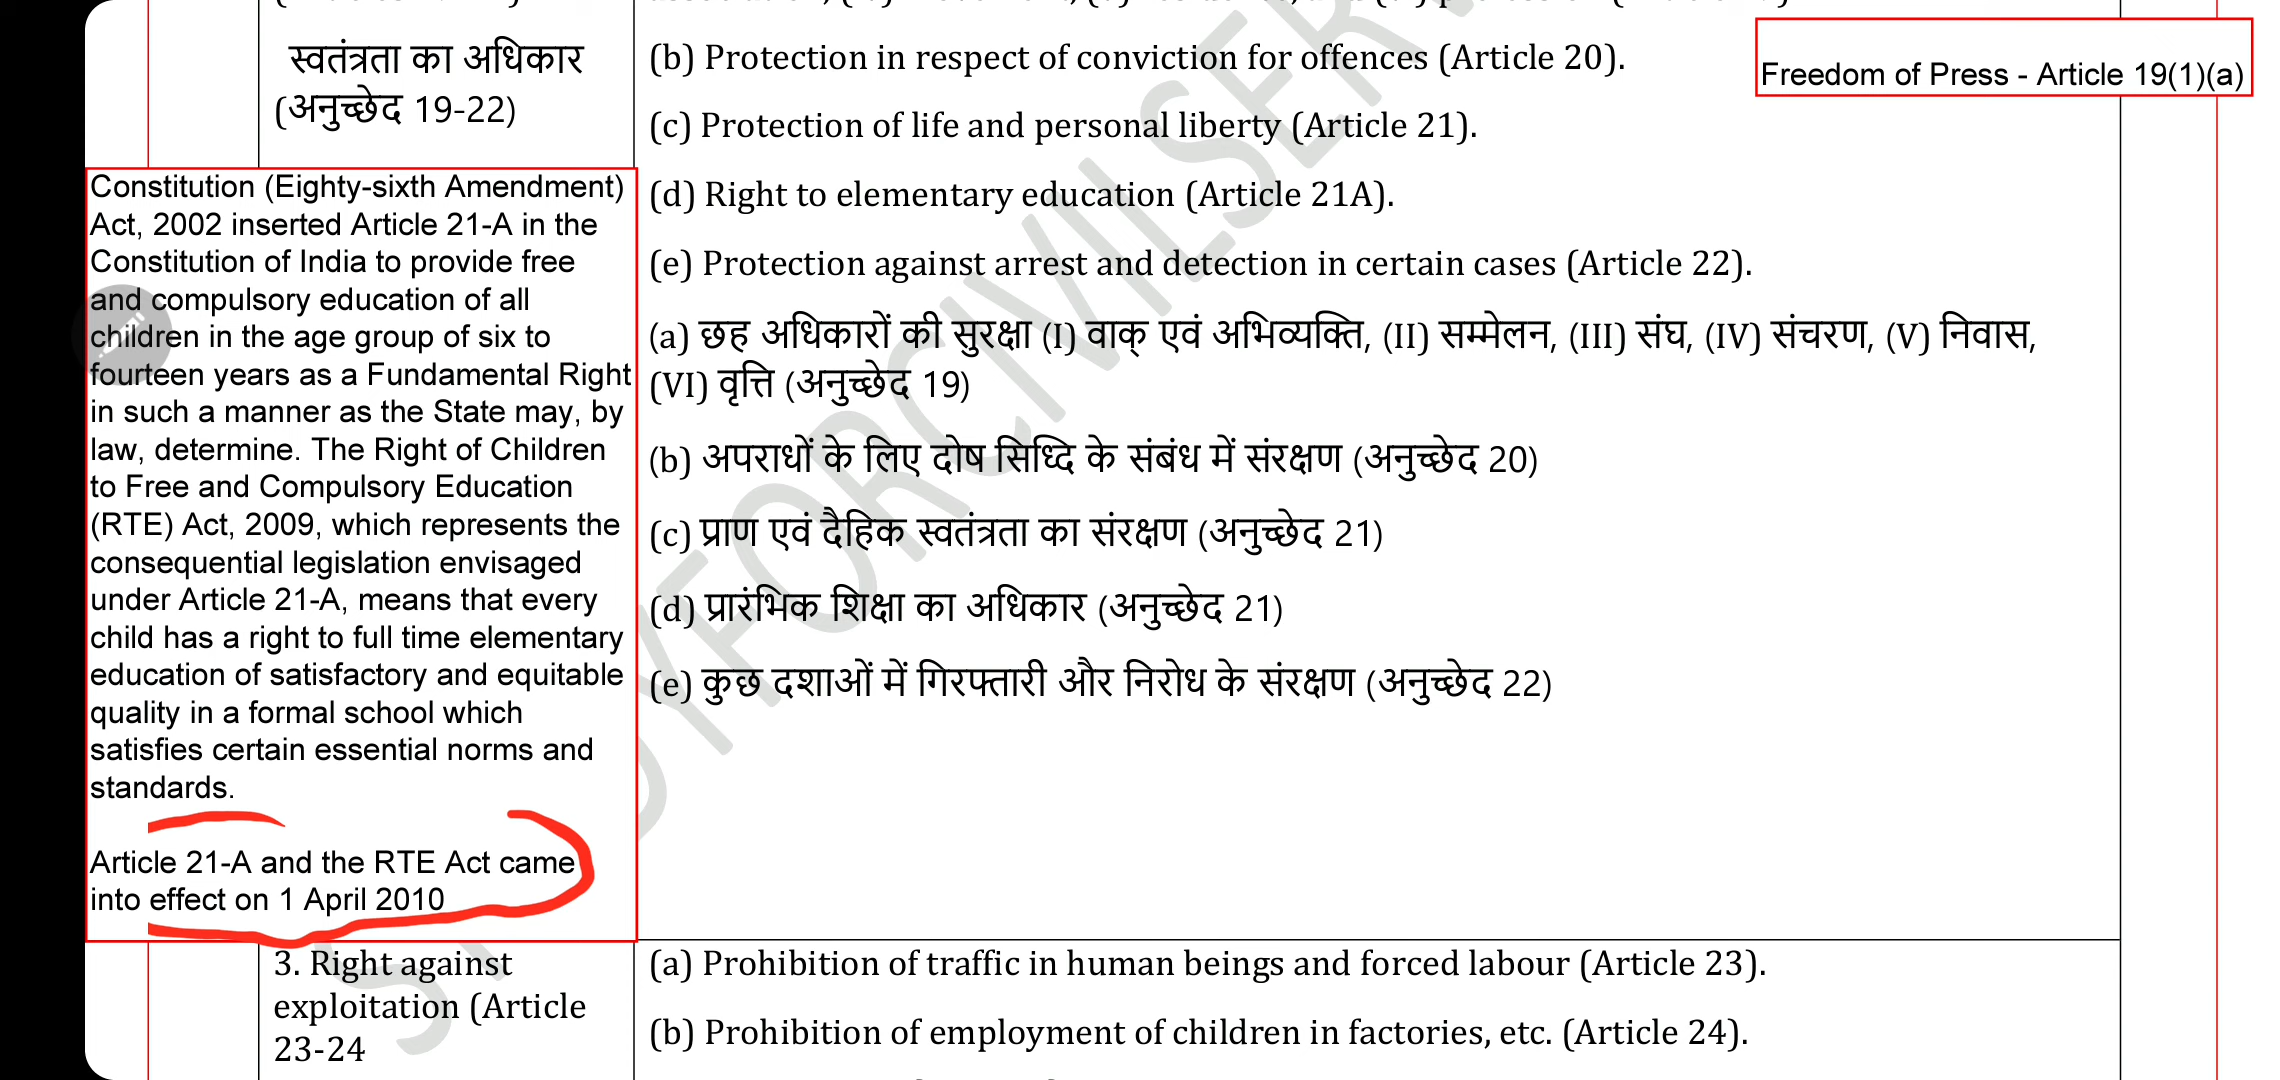 स्वतंत्रता का अधिकार
(अनुच्छेद 19-22)
(b) Protection in respect of conviction for offences (Article 20).
Freedom of Press - Article 19(1)(a)
(c) Protection of life and personal liberty (Article 21).
(d) Right to elementary education (Article 21A).
(e) Protection against arrest and detection in certain cases (Article 22).
(a) छह अधिकारों की सुरक्षा (I) वाक् एवं अभिव्यक्ति, (II) सम्मेलन, (III) संघ, (IV) संचरण, (V) निवास,
(VI) वृत्ति (अनुच्छेद 19)
(b) अपराधों के लिए दोष सिध्दि के संबंध में संरक्षण (अनुच्छेद 20)
(c) प्राण एवं दैहिक स्वतंत्रता का संरक्षण (अनुच्छेद 21)
(d) प्रारंभिक शिक्षा का अधिकार (अनुच्छेद 21)
(e) कुछ दशाओं में गिरफ्तारी और निरोध के संरक्षण (अनुच्छेद 22)
Constitution (Eighty-sixth Amendment)
Act, 2002 inserted Article 21-A in the
Constitution of India to provide free
and compulsory education of all
children in the age group of six to
fourteen years as a Fundamental Right
in such a manner as the State may, by
law, determine. The Right of Children
to Free and Compulsory Education
(RTE) Act, 2009, which represents the
consequential legislation envisaged
under Article 21-A, means that every
child has a right to full time elementary
education of satisfactory and equitable
quality in a formal school which
satisfies certain essential norms and
standards.
Article 21-A and the RTE Act came
into effect on 1 April 2010
3. Right against
exploitation (Article
23-24
(a) Prohibition of traffic in human beings and forced labour (Article 23).
(b) Prohibition of employment of children in factories, etc. (Article 24).